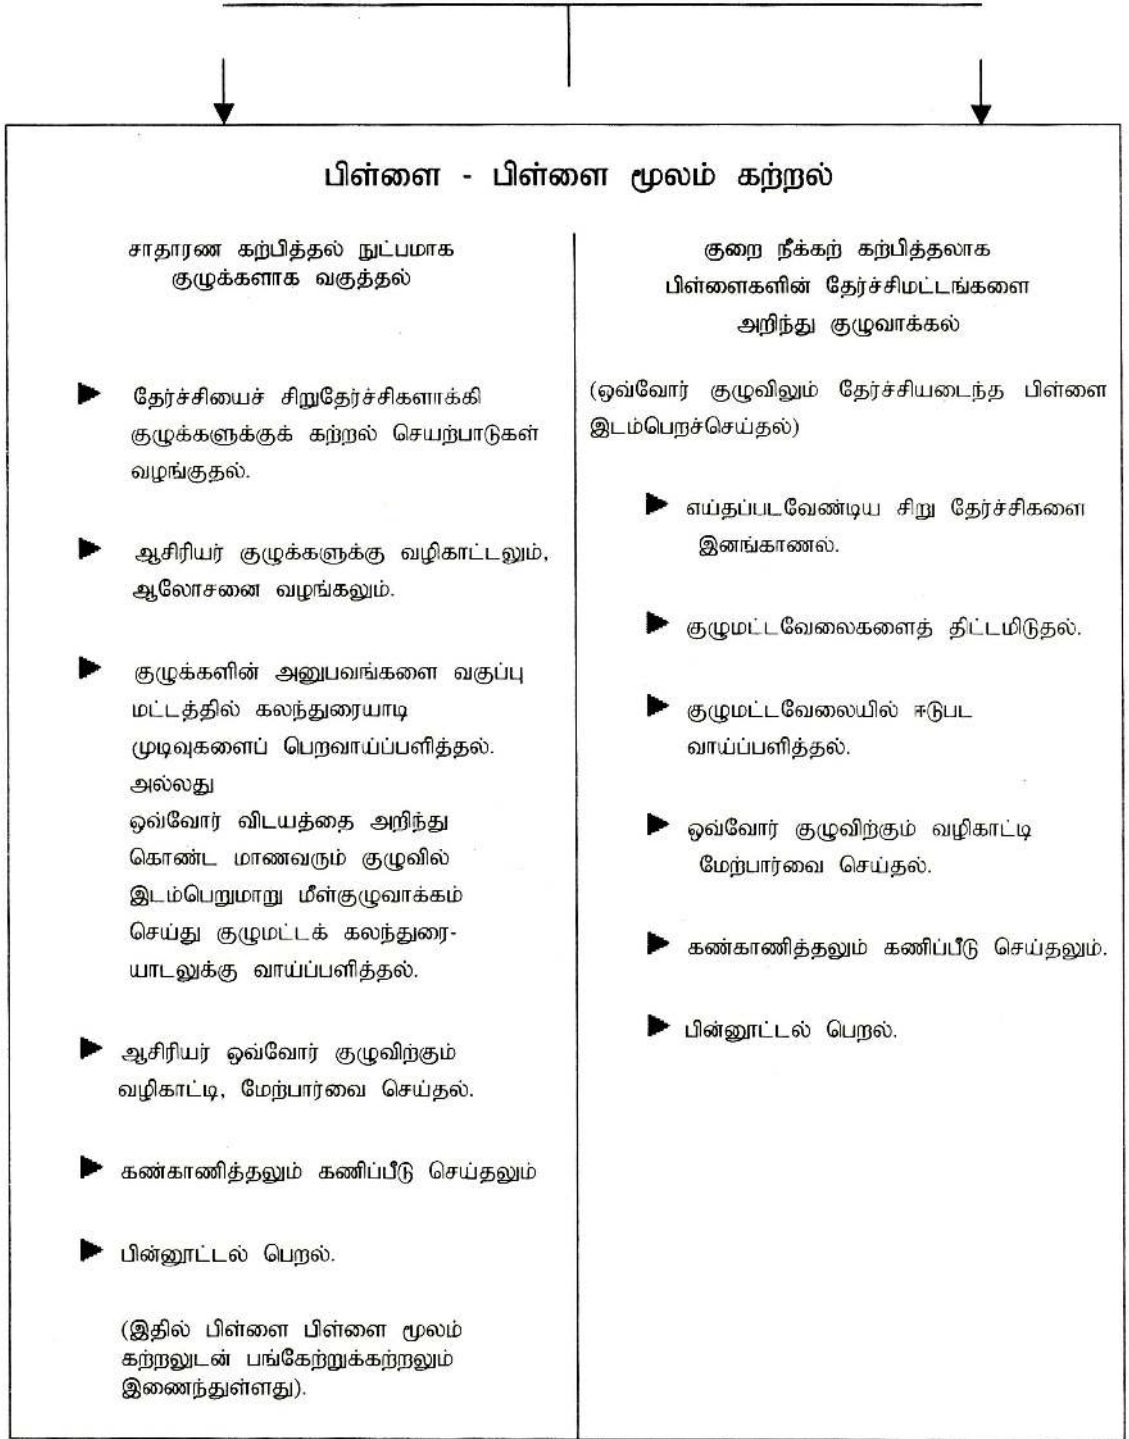 பிள்ளை - பிள்ளை மூலம் கற்றல்
சாதாரண கற்பித்தல் நுட்பமாக
குழுக்களாக வகுத்தல்
தேர்ச்சியைச் சிறுதேர்ச்சிகளாக்கி
குழுக்களுக்குக் கற்றல் செயற்பாடுகள்
வழங்குதல்.
ஆசிரியர் குழுக்களுக்கு வழிகாட்டலும்,
ஆலோசனை வழங்கலும்.
குழுக்களின் அனுபவங்களை வகுப்பு
மட்டத்தில் கலந்துரையாடி
முடிவுகளைப் பெறவாய்ப்பளித்தல்.
அல்லது
ஒவ்வோர் விடயத்தை அறிந்து
கொண்ட மாணவரும் குழுவில்
இடம்பெறுமாறு மீள்குழுவாக்கம்
செய்து குழுமட்டக் கலந்துரை-
யாடலுக்கு வாய்ப்பளித்தல்.
ஆசிரியர் ஒவ்வோர் குழுவிற்கும்
வழிகாட்டி, மேற்பார்வை செய்தல்.
கண்காணித்தலும் கணிப்பீடு செய்தலும்
பின்னூட்டல் பெறல்.
(இதில் பிள்ளை பிள்ளை மூலம்
கற்றலுடன் பங்கேற்றுக்கற்றலும்
இணைந்துள்ளது).
குறை நீக்கற் கற்பித்தலாக
பிள்ளைகளின் தேர்ச்சிமட்டங்களை
அறிந்து குழுவாக்கல்
(ஒவ்வோர் குழுவிலும் தேர்ச்சியடைந்த பிள்ளை
இடம்பெறச்செய்தல்)
எய்தப்படவேண்டிய சிறு தேர்ச்சிகளை
இனங்காணல்.
குழுமட்டவேலைகளைத் திட்டமிடுதல்.
குழுமட்டவேலையில் ஈடுபட
வாய்ப்பளித்தல்.
ஒவ்வோர் குழுவிற்கும் வழிகாட்டி
மேற்பார்வை செய்தல்.
கண்காணித்தலும் கணிப்பீடு செய்தலும்.
பின்னூட்டல் பெறல்.